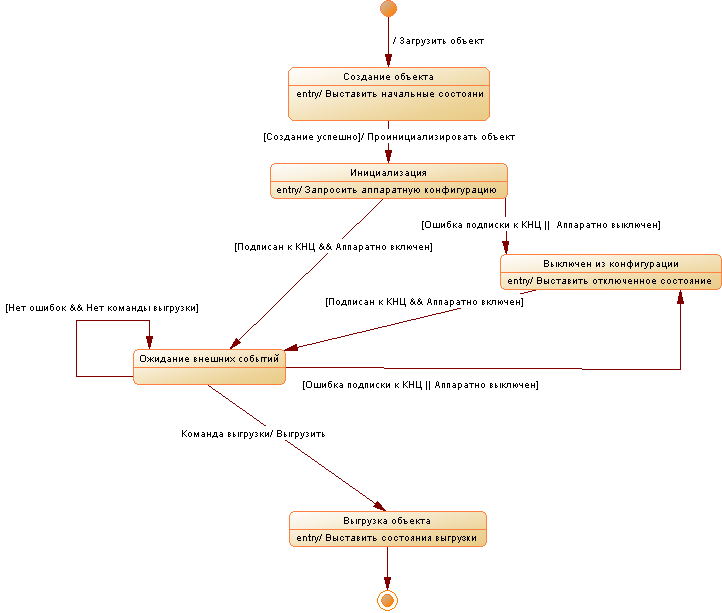 / Загрузить объект
Создание объекта
entry/ Выставить начальные состояни
[Создание успешно]/ Проинициализировать объект
Инициализация
entry/ Запросить аппаратную конфигурацию
[Ошибка подписки к КНЦ || Аппаратно выключен]
[Подписан к КНЦ && Аппаратно включен]
Выключен из конфигурации
entry/ Выставить отключенное состояние
[Подписан к КНЦ && Аппаратно включен]
[Нет ошибок && Нет команды выгрузки]
Ожидание внешних событий
[Ошибка подписки к КНЦ || Аппаратно выключен]
Команда выгрузки/ Выгрузить
Выгрузка объекта
entry/ Выставить состояния выгрузки